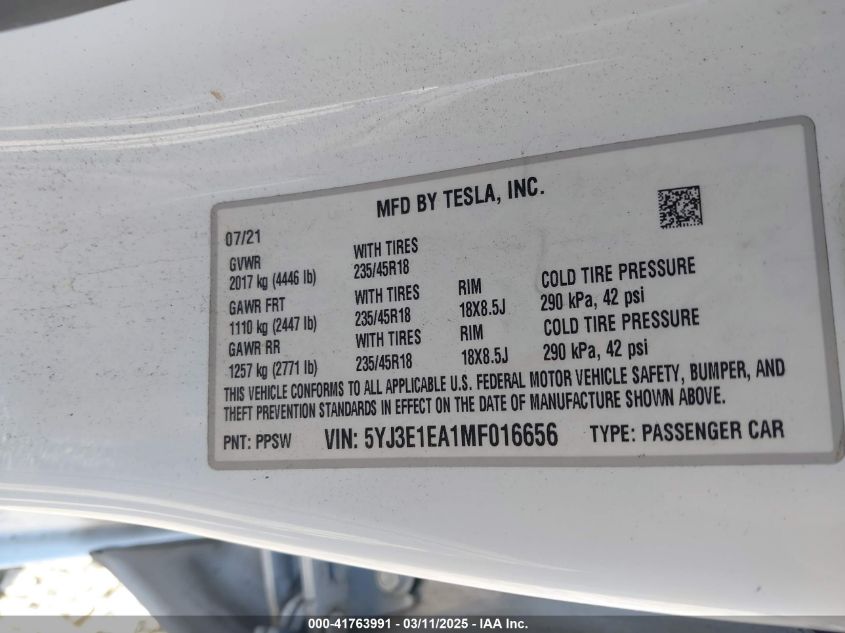 MFD BY TESLA, INC.
07/21
GVWR WITH TIRES
2017 kg (4446 lb) 235/45R18
GAWR FRT WITH TIRES RIM COLD TIRE PRESSURE
1110 kg (2447 lb) 235/45R18 18X8.5J 290 kPa, 42 psi
GAWR RR WITH TIRES RIM COLD TIRE PRESSURE
1257 kg (2771 lb) 235/45R18 18X8.5J 290 kPa, 42 psi
THIS VEHICLE CONFORMS TO ALL APPLICABLE U.S. FEDERAL MOTOR VEHICLE SAFETY, BUMPER, AND
THEFT PREVENTION STANDARDS IN EFFECT ON THE DATE OF MANUFACTURE SHOWN ABOVE.
PNT: PPSW VIN: 5YJ3E1EA1MF016656 TYPE: PASSENGER CAR
000-41763991 - 03/11/2025 - IAA Inc.